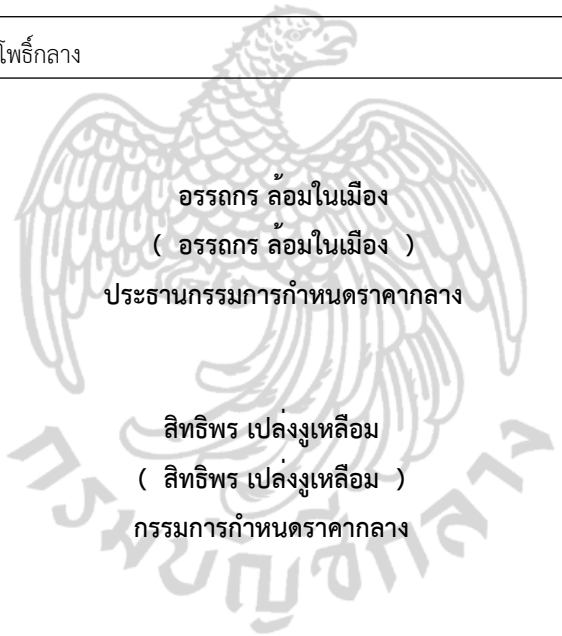 โพธิ์กลาง
อรรถกร ล้อมในเมือง
( อรรถกร ล้อมในเมือง )
ประธานกรรมการกำหนดราคากลาง
สิทธิพร เปล่งงูเหลือม
( สิทธิพร เปล่งงูเหลือม )
กรรมการกำหนดราคากลาง
กรมบัญชีกลาง